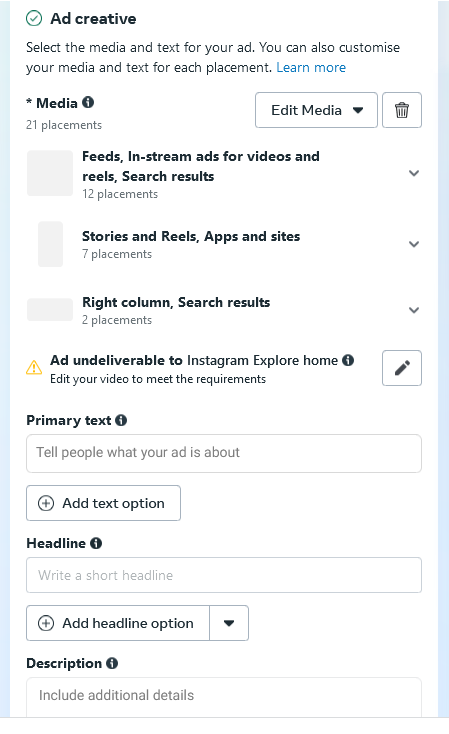 Ad creative
Select the media and text for your ad. You can also customise
your media and text for each placement. Learn more
* Media
21 placements
Edit Media
Feeds, In-stream ads for videos and
reels, Search results
12 placements
Stories and Reels, Apps and sites
7 placements
Right column, Search results
2 placements
Ad undeliverable to Instagram Explore home
Edit your video to meet the requirements
Primary text
Tell people what your ad is about
Add text option
Headline
Write a short headline
Add headline option
Description
Include additional details